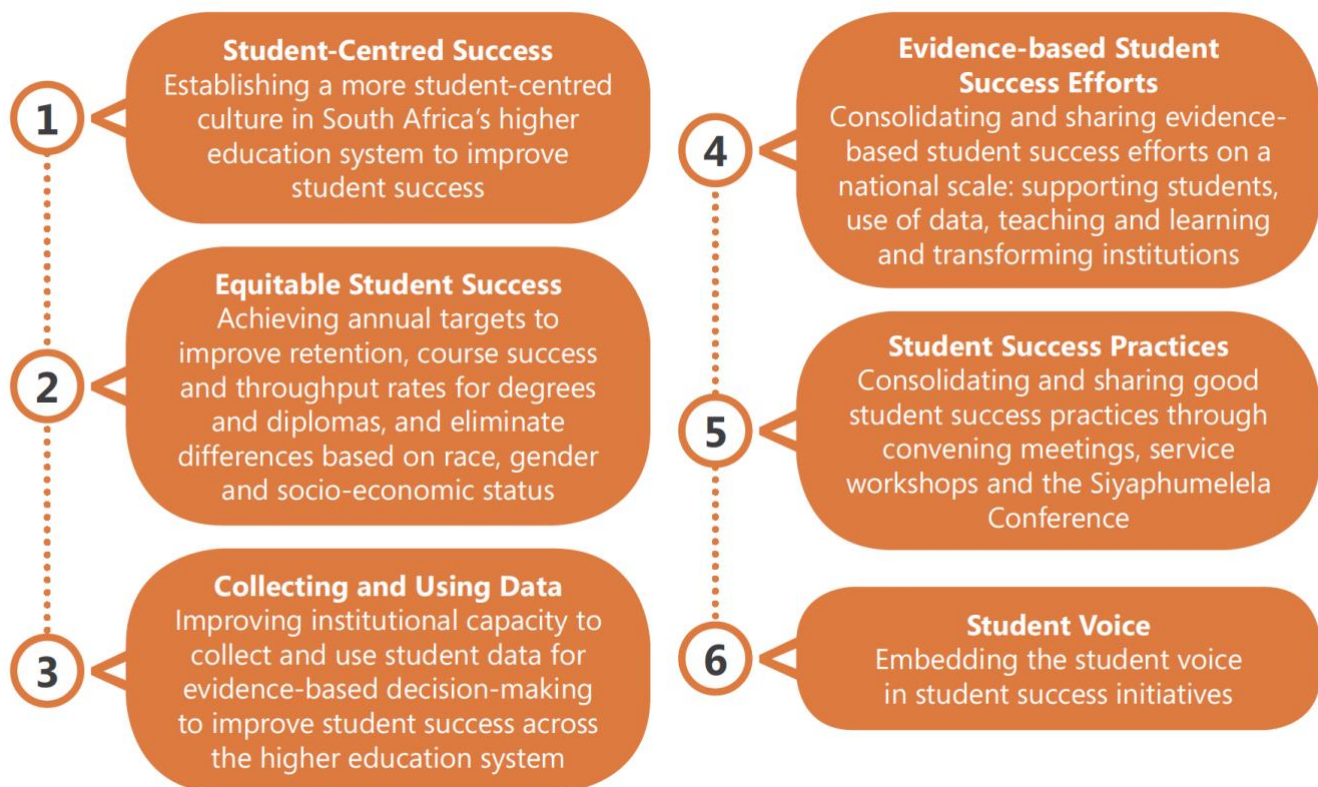 1
Student-Centred Success
Establishing a more student-centred
culture in South Africa's higher
education system to improve
student success
2
Equitable Student Success
Achieving annual targets to
improve retention, course success
and throughput rates for degrees
and diplomas, and eliminate
differences based on race, gender
and socio-economic status
3
Collecting and Using Data
Improving institutional capacity to
collect and use student data for
evidence-based decision-making
to improve student success across
the higher education system
4
Evidence-based Student
Success Efforts
Consolidating and sharing evidence-
based student success efforts on a
national scale: supporting students,
use of data, teaching and learning
and transforming institutions
5
Student Success Practices
Consolidating and sharing good
student success practices through
convening meetings, service
workshops and the Siyaphumelela
Conference
6
Student Voice
Embedding the student voice
in student success initiatives